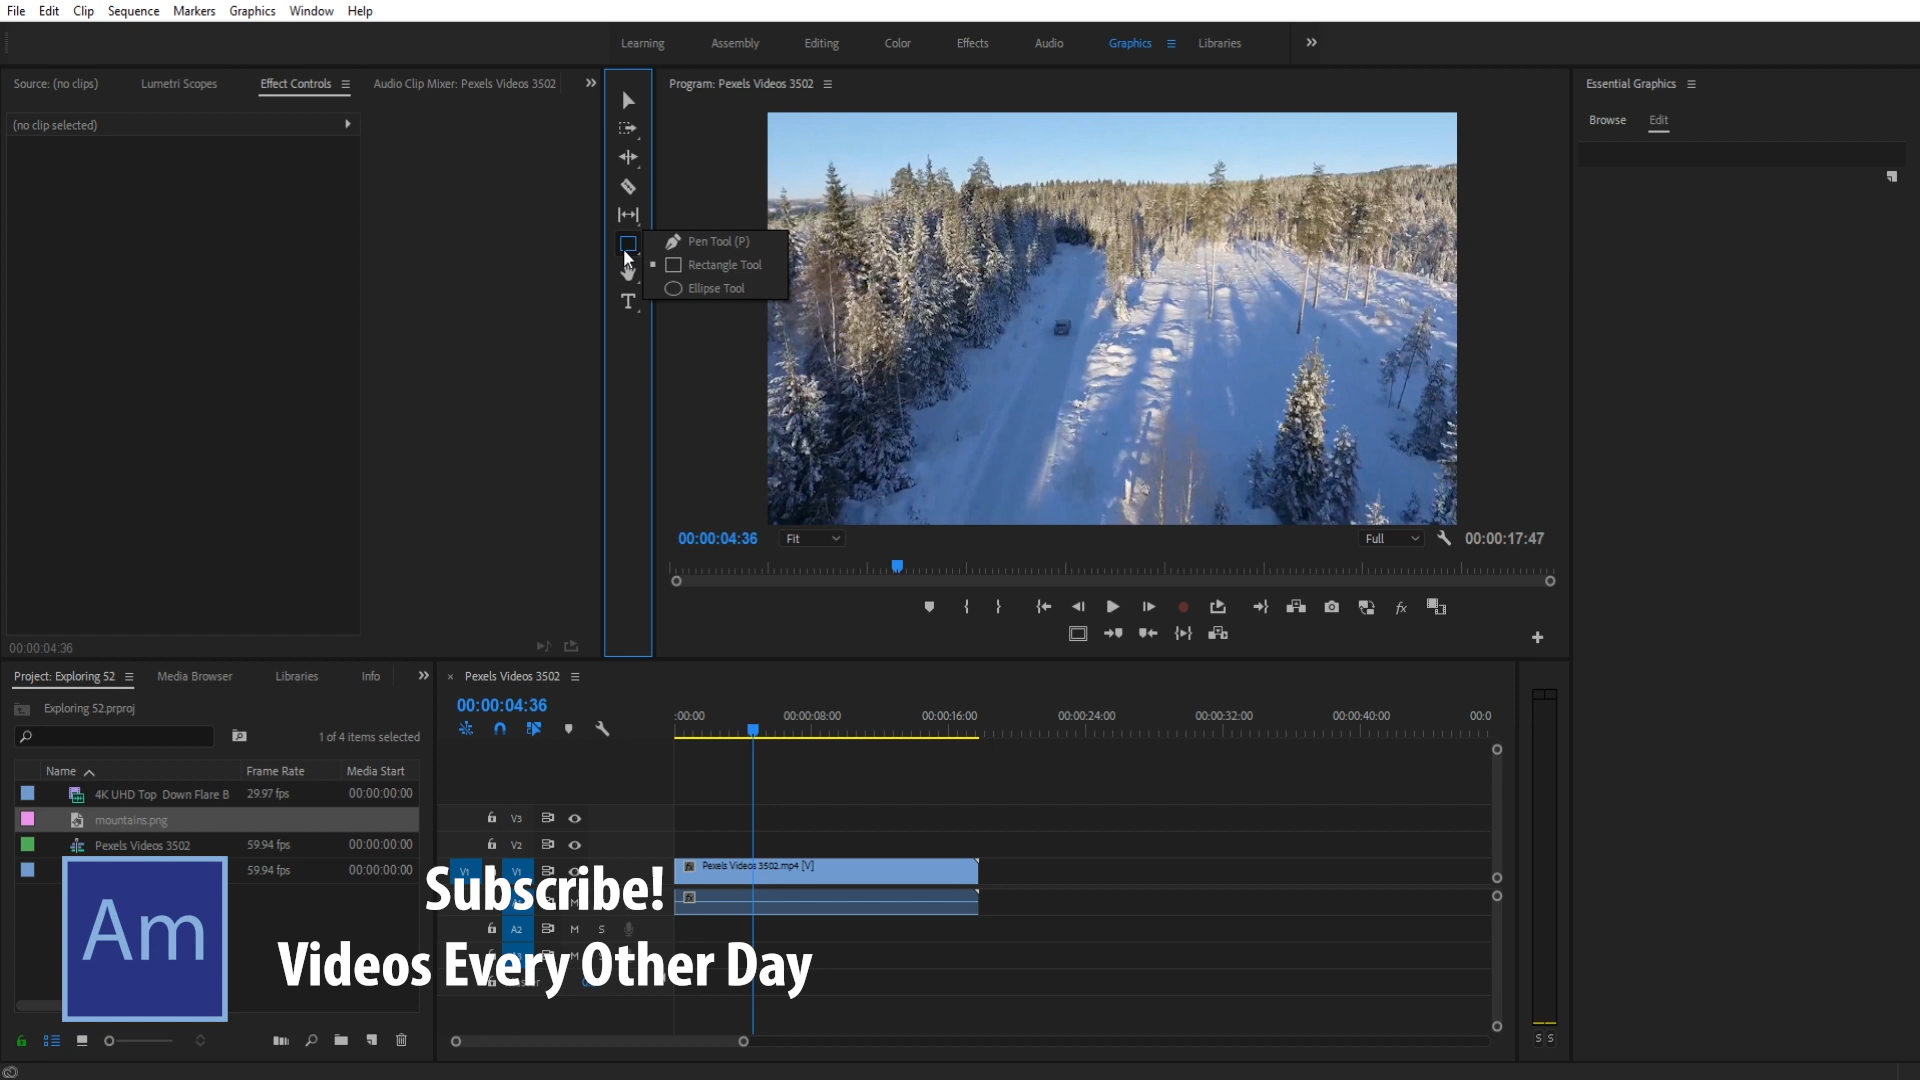 File Edit Clip Sequence Markers Graphics Window Help
Learning Assembly Editing Color Effects Audio Graphics Libraries
Source: (no clips) Lumetri Scopes Effect Controls Audio Clip Mixer: Pexels Videos 3502
Program: Pexels Videos 3502
Essential Graphics
Browse Edit
(no clip selected)
Pen Tool (P)
Rectangle Tool
Ellipse Tool
T
00:00:04:36 Fit Full 00:00:17:47
fx
00:00:04:36
Project: Exploring 52 Media Browser Libraries Info
Pexels Videos 3502
Exploring 52.prproj
00:00:04:36
1 of 4 items selected
:00:00 00:00:08:00 00:00:16:00 00:00:24:00 00:00:32:00 00:00:40:00 00:0
Name Frame Rate Media Start
4K UHD Top Down Flare B 29.97 fps 00:00:00:00
mountains.png
Pexels Videos 3502 59.94 fps 00:00:00:00
59.94 fps 00:00:00:00
V3
V2
V1 V1 Pexels Videos 3502.mp4 [V]
A2 M S
Am
Subscribe!
Videos Every Other Day
S S